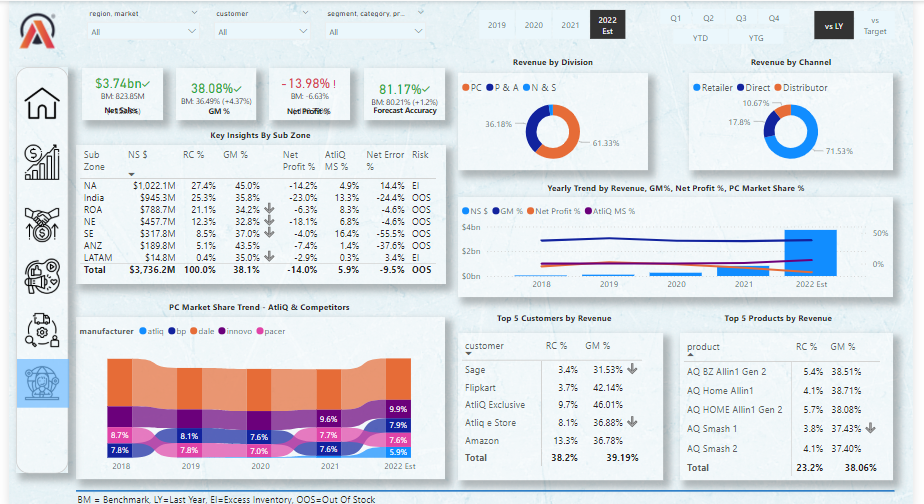 region, market
customer
segment, category, pr...
All
All
All
2019 2020 2021 2022 Est
Q1 Q2 Q3 Q4
YTD YTG
vs LY
vs Target
$3.74bn✓
BM: 823.85M
Net Sales
38.08%✓
BM: 36.49% (+4.37%)
GM %
-13.98%!
BM: -6.63%
Net Profit %
81.17%✓
BM: 80.21% (+1.2%)
Forecast Accuracy
Revenue by Division
PC P & A N & S
36.18%
61.33%
Revenue by Channel
Retailer Direct Distributor
10.67%
17.8%
71.53%
Key Insights By Sub Zone
Sub Zone NS $ RC % GM % Net Profit % AtliQ MS % Net Error % Risk
NA $1,022.1M 27.4% 45.0% -14.2% 4.9% 14.4% EI
India $945.3M 25.3% 35.8% -23.0% 13.3% -24.4% OOS
ROA $788.7M 21.1% 34.2% -6.3% 8.3% -4.6% OOS
NE $457.7M 12.3% 32.8% -18.1% 6.8% -4.6% OOS
SE $317.8M 8.5% 37.0% -4.0% 16.4% -55.5% OOS
ANZ $189.8M 5.1% 43.5% -7.4% 1.4% -37.6% OOS
LATAM $14.8M 0.4% 35.0% -2.9% 0.3% 3.4% EI
Total $3,736.2M 100.0% 38.1% -14.0% 5.9% -9.5% OOS
Yearly Trend by Revenue, GM%, Net Profit %, PC Market Share %
NS $ GM % Net Profit % AtliQ MS %
$4bn
$2bn
$0bn
50%
0%
2018 2019 2020 2021 2022 Est
PC Market Share Trend - AtliQ & Competitors
manufacturer atliq bp dale innovo pacer
8.7%
7.8%
8.1%
7.8%
7.6%
7.0%
9.6%
7.7%
7.6%
9.9%
7.9%
7.6%
5.9%
2018 2019 2020 2021 2022 Est
Top 5 Customers by Revenue
customer RC % GM %
Sage 3.4% 31.53%
Flipkart 3.7% 42.14%
AtliQ Exclusive 9.7% 46.01%
Atliq e Store 8.1% 36.88%
Amazon 13.3% 36.78%
Total 38.2% 39.19%
Top 5 Products by Revenue
product RC % GM %
AQ BZ Allin1 Gen 2 5.4% 38.51%
AQ Home Allin1 4.1% 38.71%
AQ HOME Allin1 Gen 2 5.7% 38.08%
AQ Smash 1 3.8% 37.43%
AQ Smash 2 4.1% 37.40%
Total 23.2% 38.06%
BM = Benchmark, LY=Last Year, EI=Excess Inventory, OOS=Out Of Stock